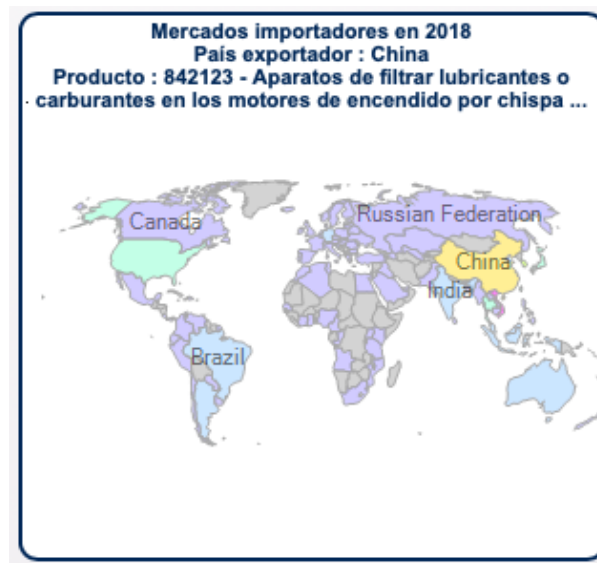 Mercados importadores en 2018
País exportador : China
Producto : 842123 - Aparatos de filtrar lubricantes o
carburantes en los motores de encendido por chispa ...
Canada
Russian Federation
China
India
Brazil